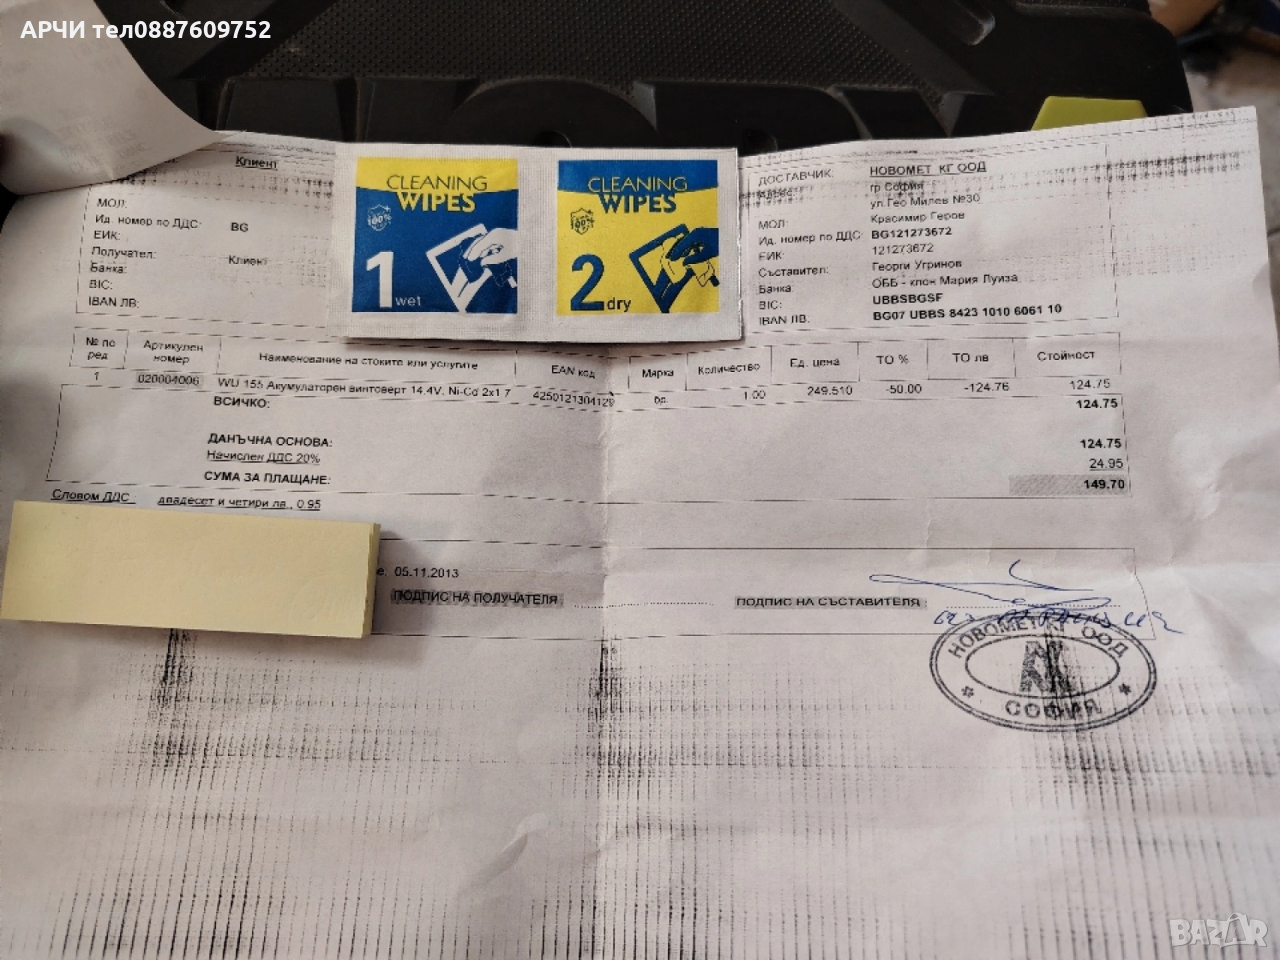 АРЧИ тел0887609752
Клиент
МОЛ:
Ид. номер по ДДС: BG
ЕИК:
Получател: Клиент
Банка:
BIC:
IBAN ЛВ:
CLEANING
WIPES
100%
1 wet
CLEANING
WIPES
100%
2 dry
ДОСТАВЧИК: НОВОМЕТ КГ ООД
Адрес: гр София
ул.Гео Милев №30
МОЛ: Красимир Геров
Ид. номер по ДДС: BG121273672
ЕИК: 121273672
Съставител: Георги Угринов
Банка: ОББ - клон Мария Луиза
BIC: UBBSBGSF
IBAN ЛВ: BG07 UBBS 8423 1010 6061 10
№ по ред Артикулен номер Наименование на стоките или услугите EAN код Марка Количество Ед. цена ТО % ТО лв Стойност
1 020004006 WU 155 Акумулаторен винтоверт 14.4V, Ni-Cd 2x1 7 4250121304129 бр. 1.00 249.510 -50.00 -124.76 124.75
ВСИЧКО: 124.75
ДАНЪЧНА ОСНОВА: 124.75
Начислен ДДС 20% 24.95
СУМА ЗА ПЛАЩАНЕ: 149.70
Словом ДДС двадесет и четири лв., 0.95
е: 05.11.2013
ПОДПИС НА ПОЛУЧАТЕЛЯ
ПОДПИС НА СЪСТАВИТЕЛЯ
НОВОМЕТ КГ ООД
СОФИЯ
BAZAR